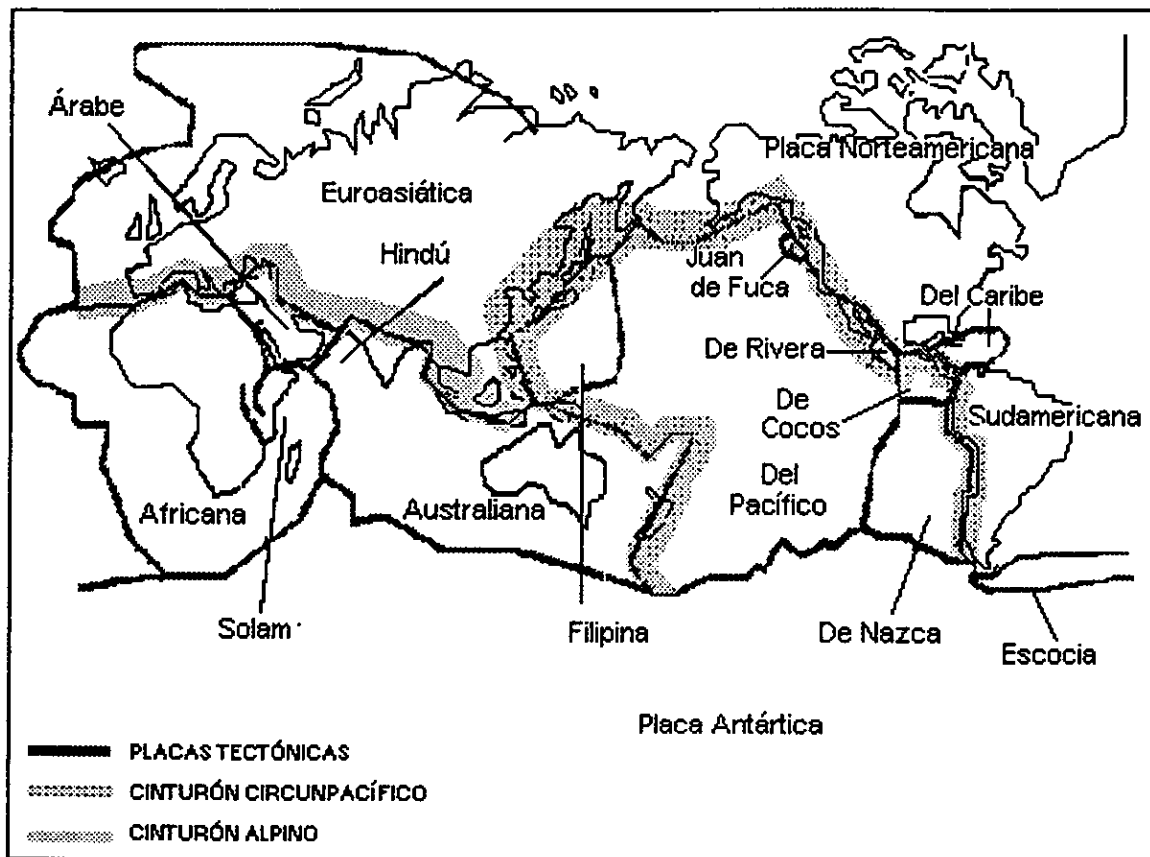 Árabe
Placa Norteamericana
Euroasiática
Hindú
Juan
de Fuca
Del Caribe
De Rivera
De
Cocos
Sudamericana
Del
Pacífico
Africana
Australiana
Solam
Filipina
De Nazca
Escocia
Placa Antártica
PLACAS TECTÓNICAS
CINTURÓN CIRCUNPACÍFICO
CINTURÓN ALPINO